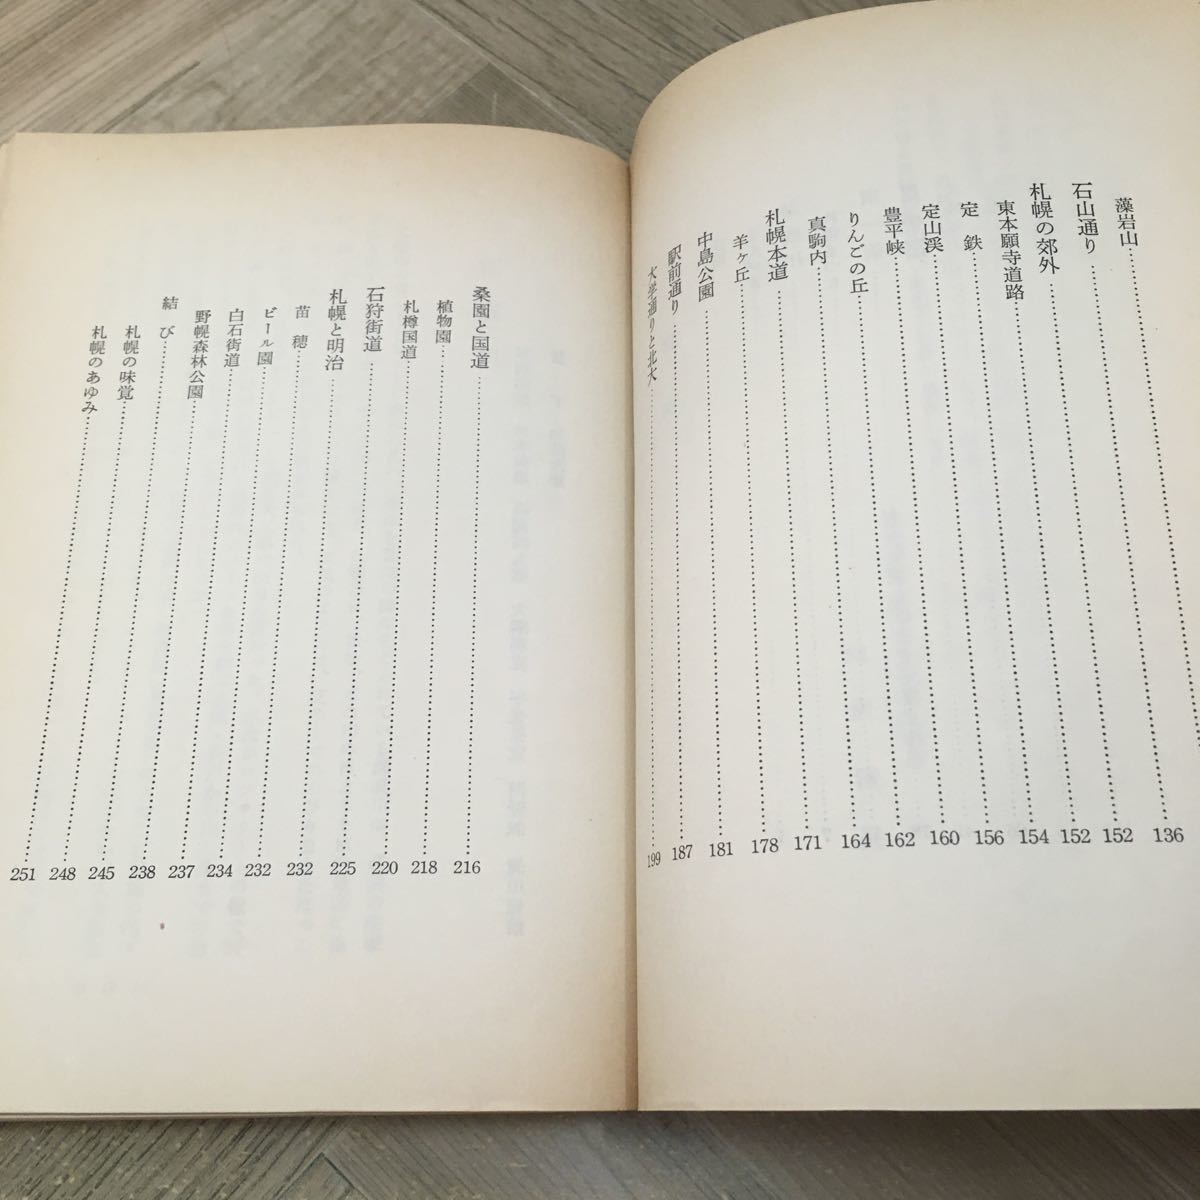 藻岩山
石山通り 136
札幌の郊外 152
東本願寺道路 152
定鉄 154
定山渓 156
豊平峡 160
りんごの丘 162
真駒内 164
札幌本道 171
羊ヶ丘 178
中島公園 181
駅前通り 187
大学通りと北大 199
桑園と国道 216
植物園 218
札樽国道 220
石狩街道 225
札幌と明治 232
苗穂 232
ビール園 234
白石街道 237
野幌森林公園 238
結び 245
札幌の味覚 248
札幌のあゆみ 251